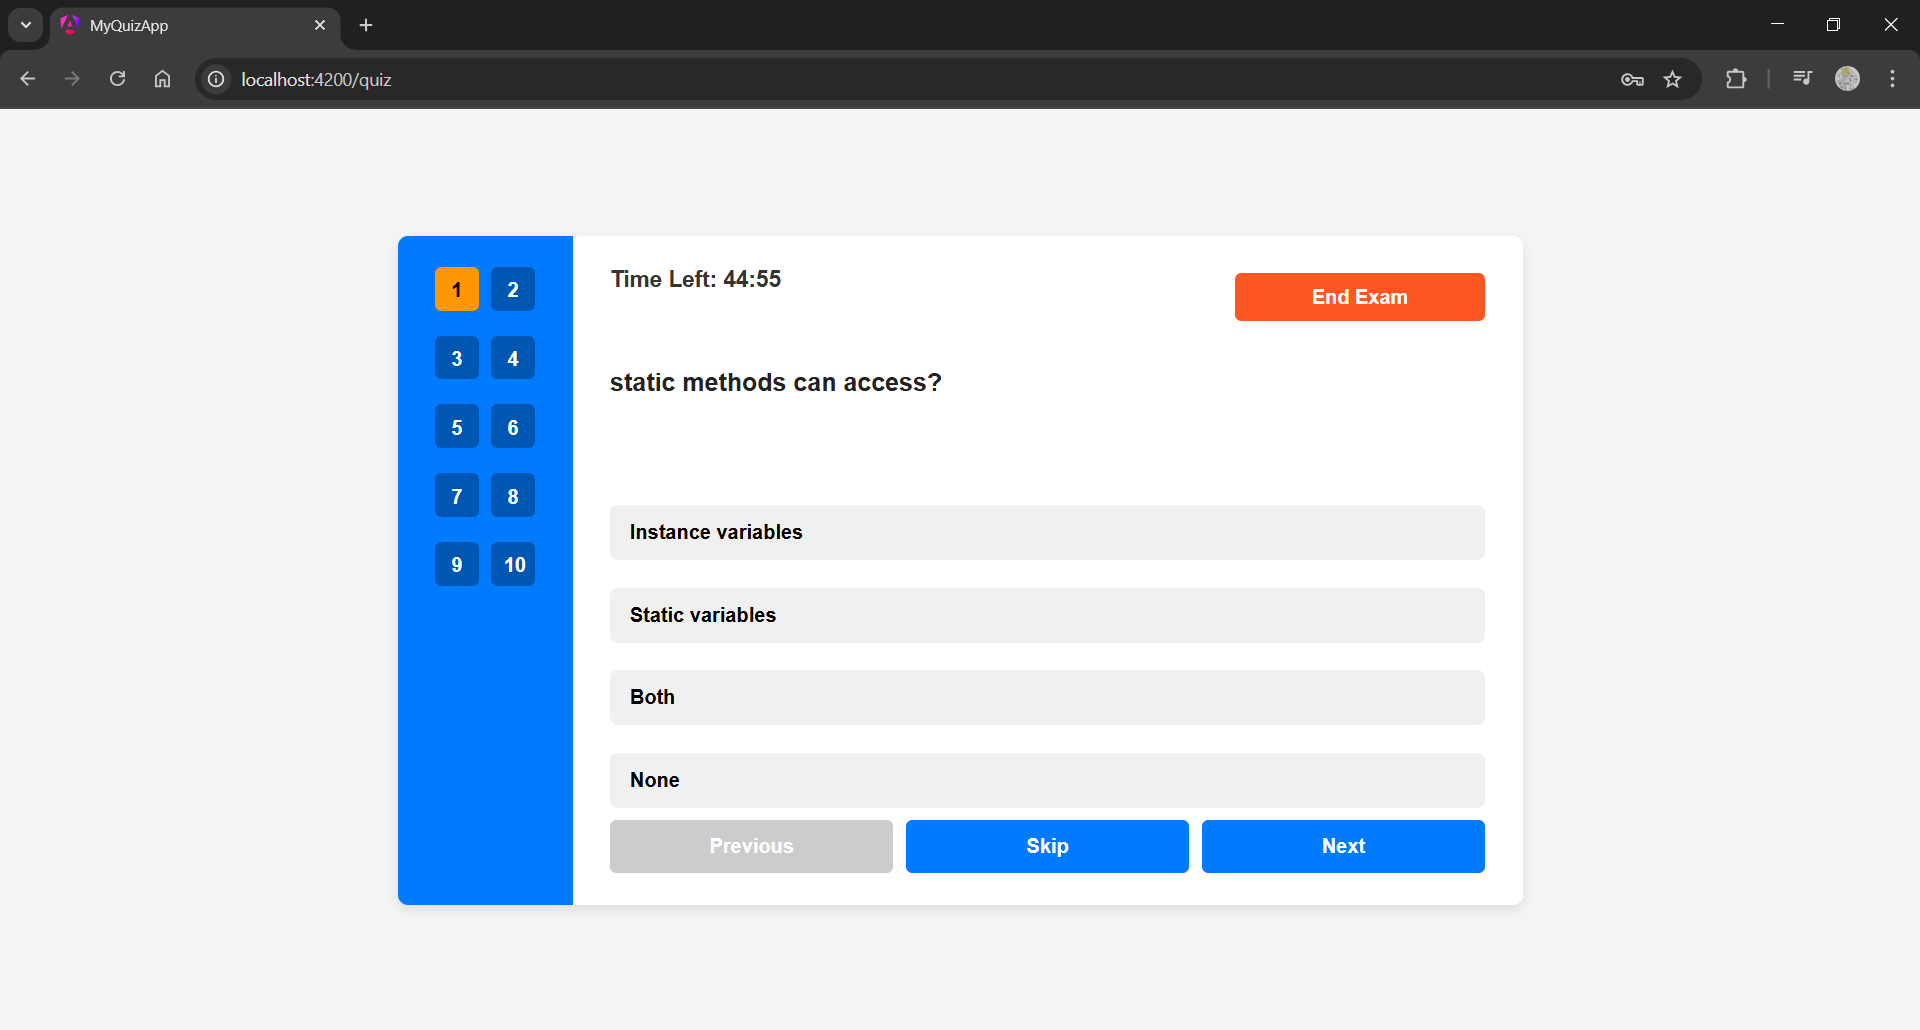 MyQuizApp
localhost:4200/quiz
1 2
3 4
5 6
7 8
9 10
Time Left: 44:55
End Exam
static methods can access?
Instance variables
Static variables
Both
None
Previous Skip Next